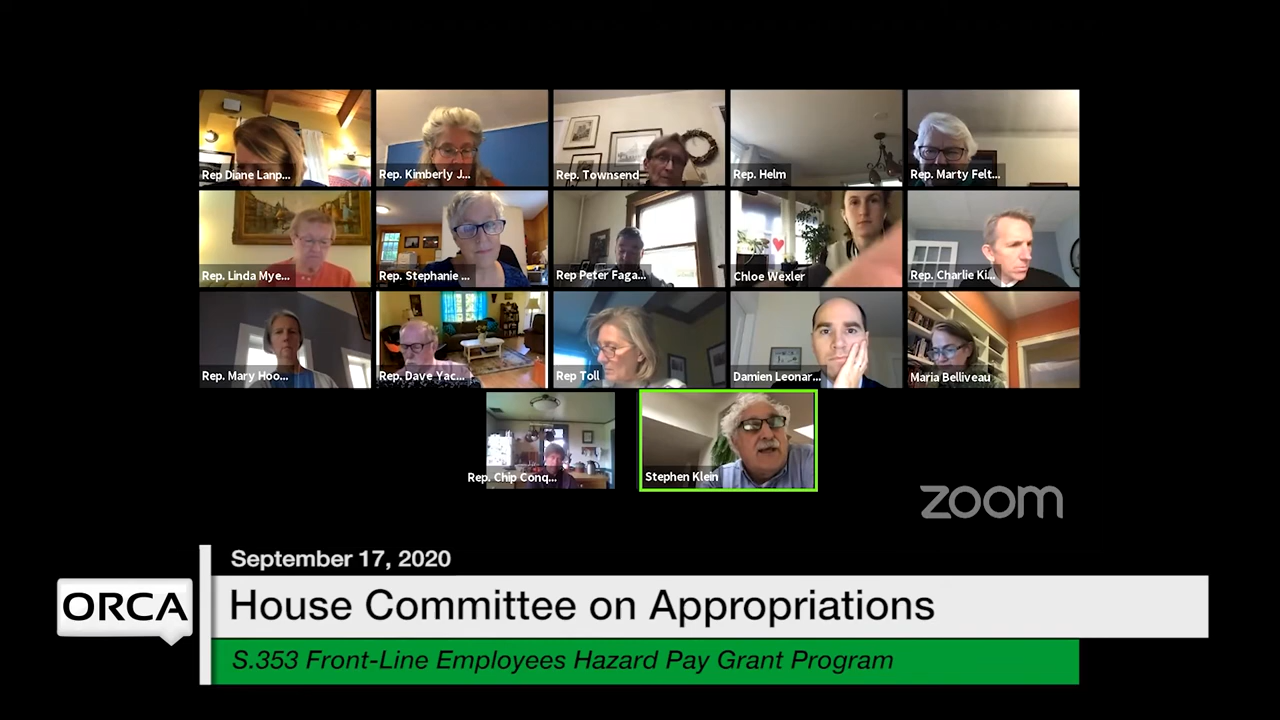 Rep Diane Lanp...
Rep. Kimberly J...
Rep. Townsend
Rep. Helm
Rep. Marty Felt...
Rep. Linda Mye...
Rep. Stephanie ...
Rep Peter Faga...
Chloe Wexler
Rep. Charlie Ki...
Rep. Mary Hoo...
Rep. Dave Yac...
Rep Toll
Damien Leonar...
Maria Belliveau
Rep. Chip Conq...
Stephen Klein
zoom
September 17, 2020
ORCA
House Committee on Appropriations
S.353 Front-Line Employees Hazard Pay Grant Program